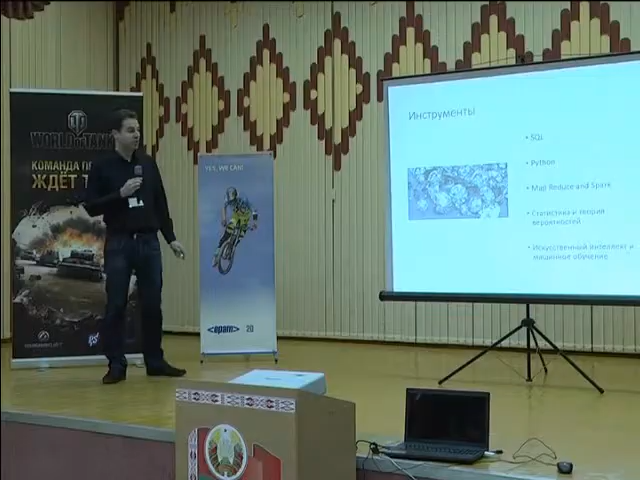 WORLD OF TANKS
КОМАНДА
ЖДЁТ Т
YES, WE CAN!
<epam> 20
Инструменты
• SQL
• Python
• Map Reduce and Spark
• Статистика и теория
вероятностей
• Искусственный интеллект и
машинное обучение